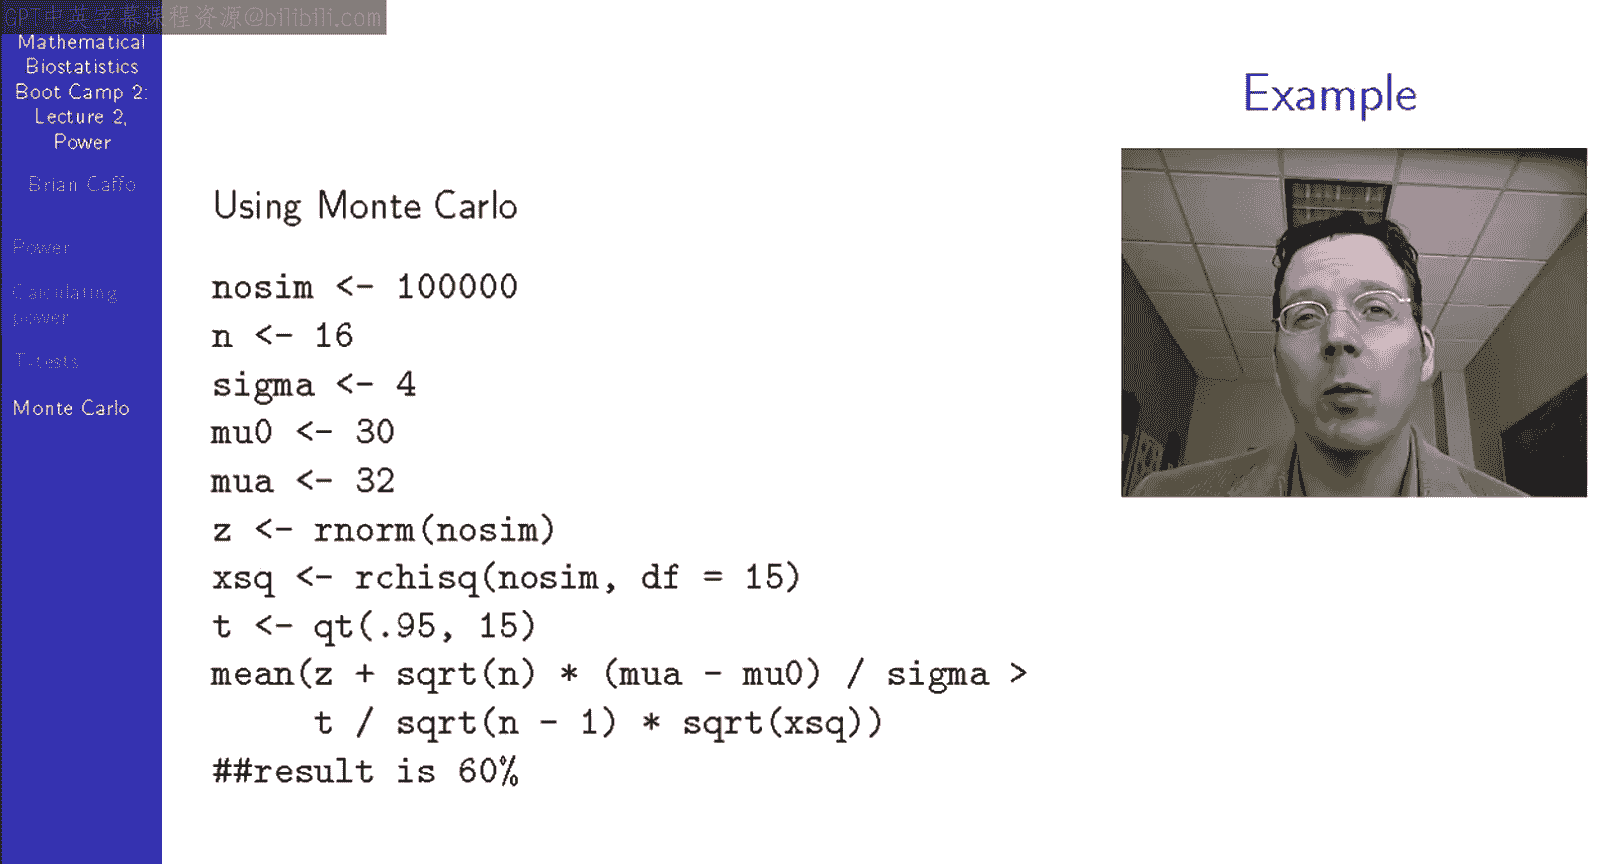 GPT中英字幕课程资源@bilibili.com
Mathematical
Biostatistics
Boot Camp 2:
Lecture 2,
Power
Brian Caffo
Power
Calculating
power
T-tests
Monte Carlo
Example
Using Monte Carlo
nosim <- 100000
n <- 16
sigma <- 4
mu0 <- 30
mua <- 32
z <- rnorm(nosim)
xsq <- rchisq(nosim, df = 15)
t <- qt(.95, 15)
mean(z + sqrt(n) * (mua - mu0) / sigma >
t / sqrt(n - 1) * sqrt(xsq))
##result is 60%